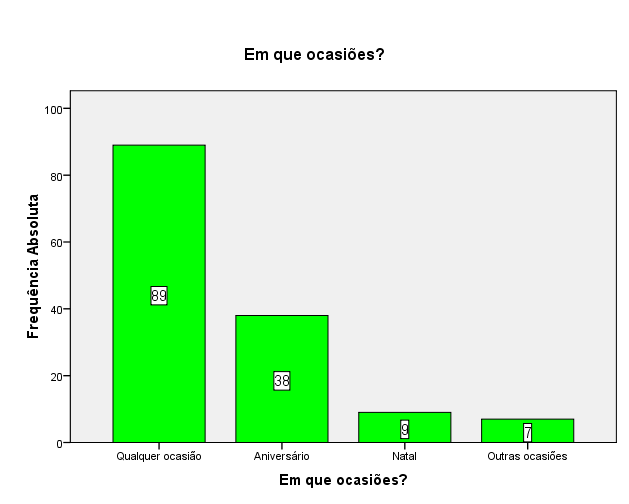 Em que ocasiões?
Frequência Absoluta
100
80
60
40
20
0
89
38
9
7
Qualquer ocasião
Aniversário
Natal
Outras ocasiões
Em que ocasiões?